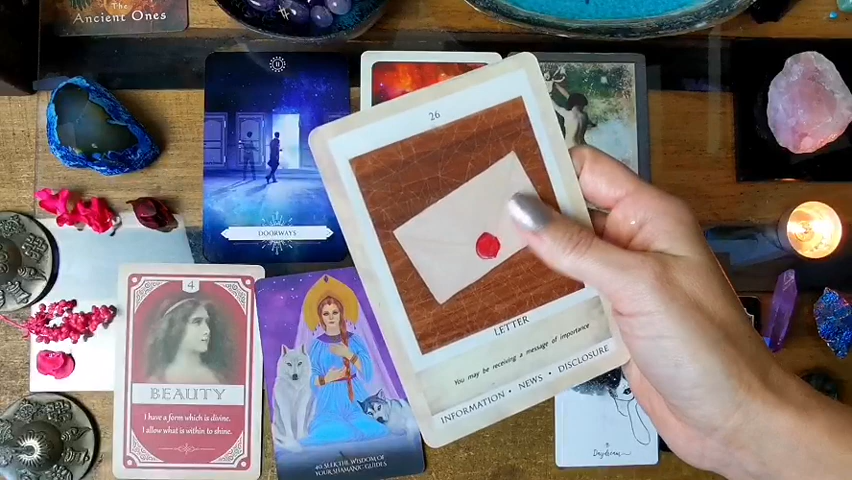 The
Ancient Ones
II
DOORWAYS
26
LETTER
You may be receiving a message of importance
INFORMATION • NEWS • DISCLOSURE
4
BEAUTY
I have a form which is divine.
I allow what is within to shine.
40 SEEK THE WISDOM OF
YOUR SHAMANIC GUIDES
Daydream